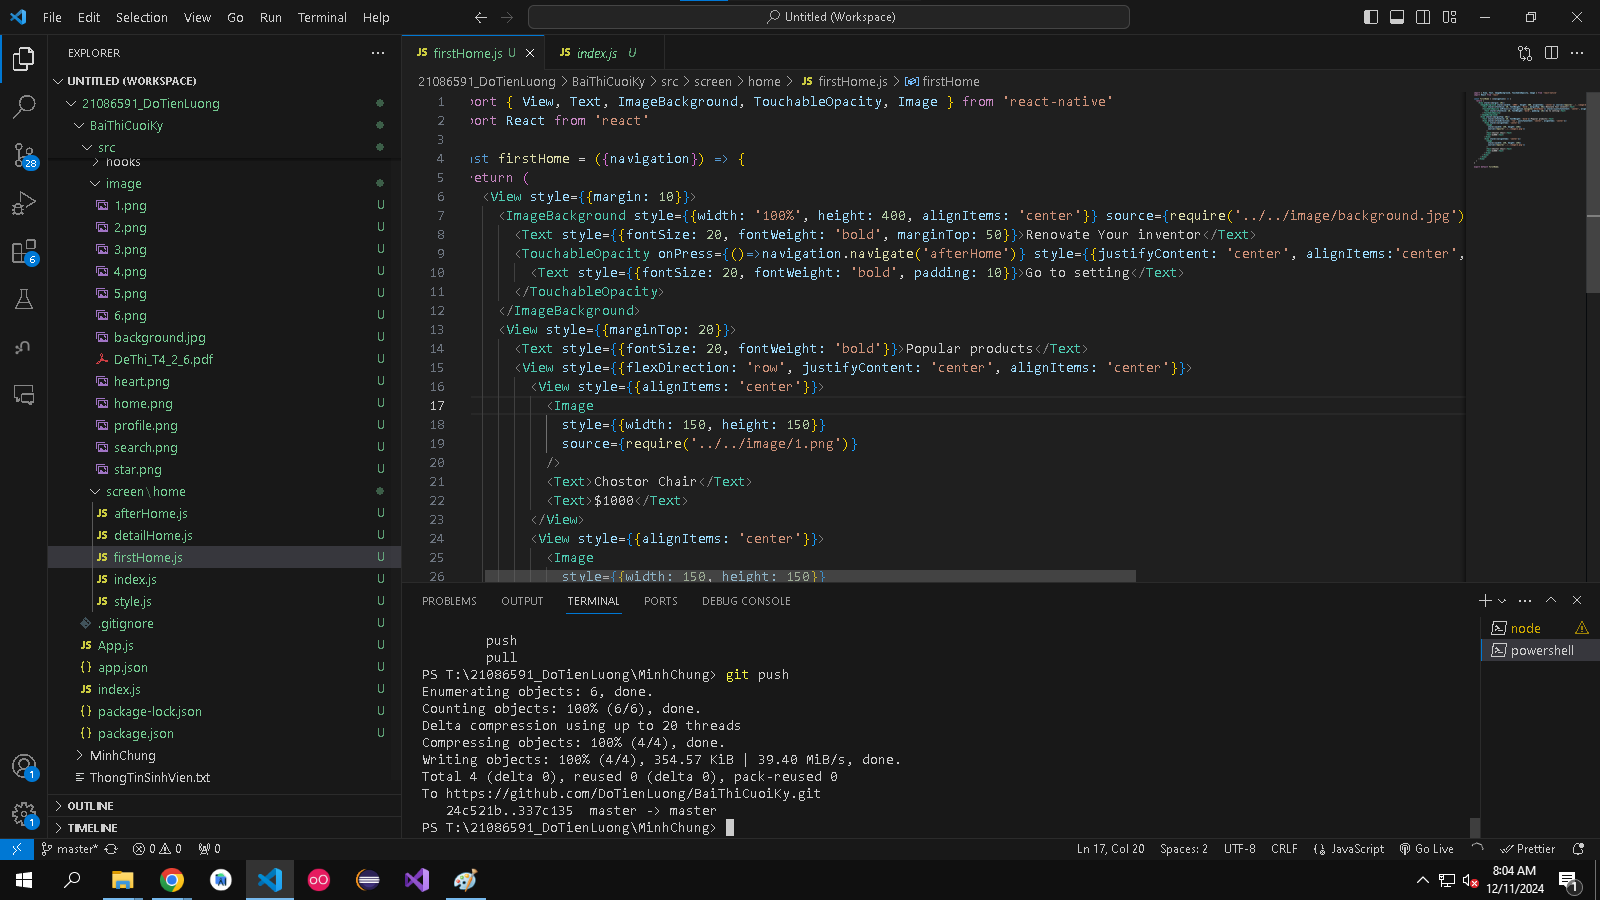 File Edit Selection View Go Run Terminal Help
Untitled (Workspace)
EXPLORER
UNTITLED (WORKSPACE)
21086591_DoTienLuong
BaiThiCuoiKy
src
hooks
image
1.png U
2.png U
3.png U
4.png U
5.png U
6.png U
background.jpg U
DeThi_T4_2_6.pdf U
heart.png U
home.png U
profile.png U
search.png U
star.png U
screen\home
afterHome.js U
detailHome.js U
firstHome.js U
index.js U
style.js U
.gitignore U
App.js U
app.json U
index.js U
package-lock.json U
package.json U
MinhChung
ThongTinSinhVien.txt
OUTLINE
TIMELINE
28
6
1
1
JS firstHome.js U
JS index.js U
21086591_DoTienLuong > BaiThiCuoiKy > src > screen > home > JS firstHome.js > firstHome
1 port { View, Text, ImageBackground, TouchableOpacity, Image } from 'react-native'
2 port React from 'react'
3
4 st firstHome = ({navigation}) => {
5 eturn (
6 <View style={{margin: 10}}>
7 <ImageBackground style={{width: '100%', height: 400, alignItems: 'center'}} source={require('../../image/background.jpg')
8 <Text style={{fontSize: 20, fontWeight: 'bold', marginTop: 50}}>Renovate Your inventor</Text>
9 <TouchableOpacity onPress={()=>navigation.navigate('afterHome')} style={{justifyContent: 'center', alignItems:'center',
10 <Text style={{fontSize: 20, fontWeight: 'bold', padding: 10}}>Go to setting</Text>
11 </TouchableOpacity>
12 </ImageBackground>
13 <View style={{marginTop: 20}}>
14 <Text style={{fontSize: 20, fontWeight: 'bold'}}>Popular products</Text>
15 <View style={{flexDirection: 'row', justifyContent: 'center', alignItems: 'center'}}>
16 <View style={{alignItems: 'center'}}>
17 <Image
18 style={{width: 150, height: 150}}
19 source={require('../../image/1.png')}
20 />
21 <Text>Chostor Chair</Text>
22 <Text>$1000</Text>
23 </View>
24 <View style={{alignItems: 'center'}}>
25 <Image
26 style={{width: 150, height: 150}}
PROBLEMS OUTPUT TERMINAL PORTS DEBUG CONSOLE
push
pull
PS T:\21086591_DoTienLuong\MinhChung> git push
Enumerating objects: 6, done.
Counting objects: 100% (6/6), done.
Delta compression using up to 20 threads
Compressing objects: 100% (4/4), done.
Writing objects: 100% (4/4), 354.57 KiB | 39.40 MiB/s, done.
Total 4 (delta 0), reused 0 (delta 0), pack-reused 0
To https://github.com/DoTienLuong/BaiThiCuoiKy.git
24c521b..337c135 master -> master
PS T:\21086591_DoTienLuong\MinhChung>
node
powershell
master* 0 0 0
Ln 17, Col 20 Spaces: 2 UTF-8 CRLF {} JavaScript Go Live Prettier
8:04 AM
12/11/2024
1